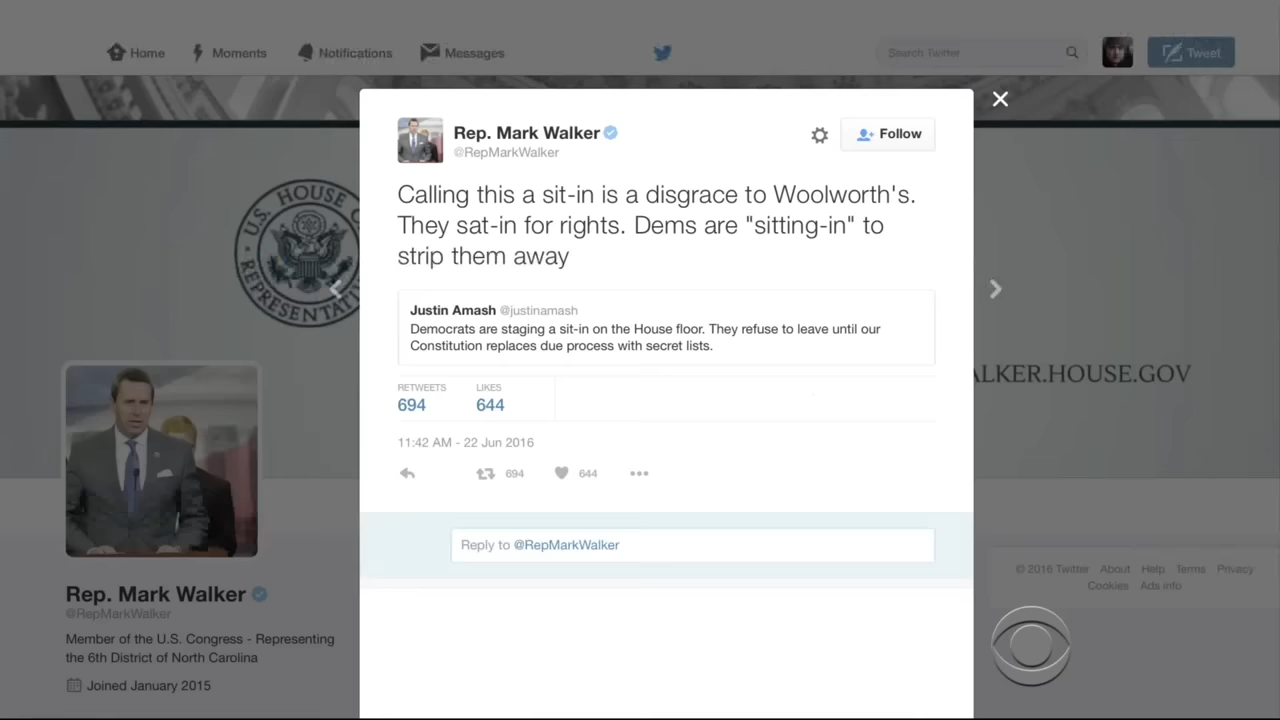 Home
Moments
Notifications
Messages
Search Twitter
Tweet
Rep. Mark Walker
@RepMarkWalker
Follow
Calling this a sit-in is a disgrace to Woolworth's.
They sat-in for rights. Dems are "sitting-in" to
strip them away
Justin Amash @justinamash
Democrats are staging a sit-in on the House floor. They refuse to leave until our
Constitution replaces due process with secret lists.
RETWEETS
LIKES
694
644
11:42 AM - 22 Jun 2016
694
644
Reply to @RepMarkWalker
U.S. HOUSE
REPRESENTAT
ALKER.HOUSE.GOV
Rep. Mark Walker
@RepMarkWalker
Member of the U.S. Congress - Representing
the 6th District of North Carolina
Joined January 2015
© 2016 Twitter About Help Terms Privacy
Cookies Ads info